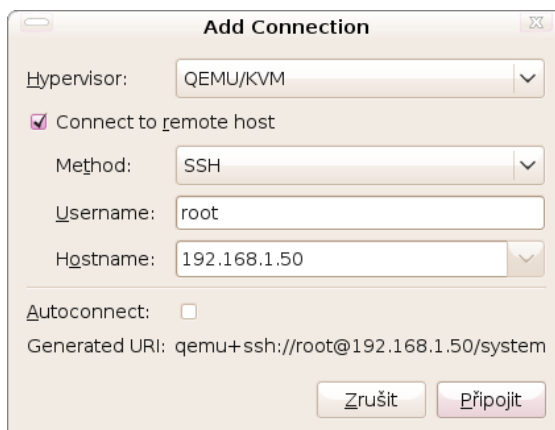 Add Connection
Hypervisor: QEMU/KVM
Connect to remote host
Method: SSH
Username: root
Hostname: 192.168.1.50
Autoconnect:
Generated URI: qemu+ssh://root@192.168.1.50/system
Zrušit Připojit